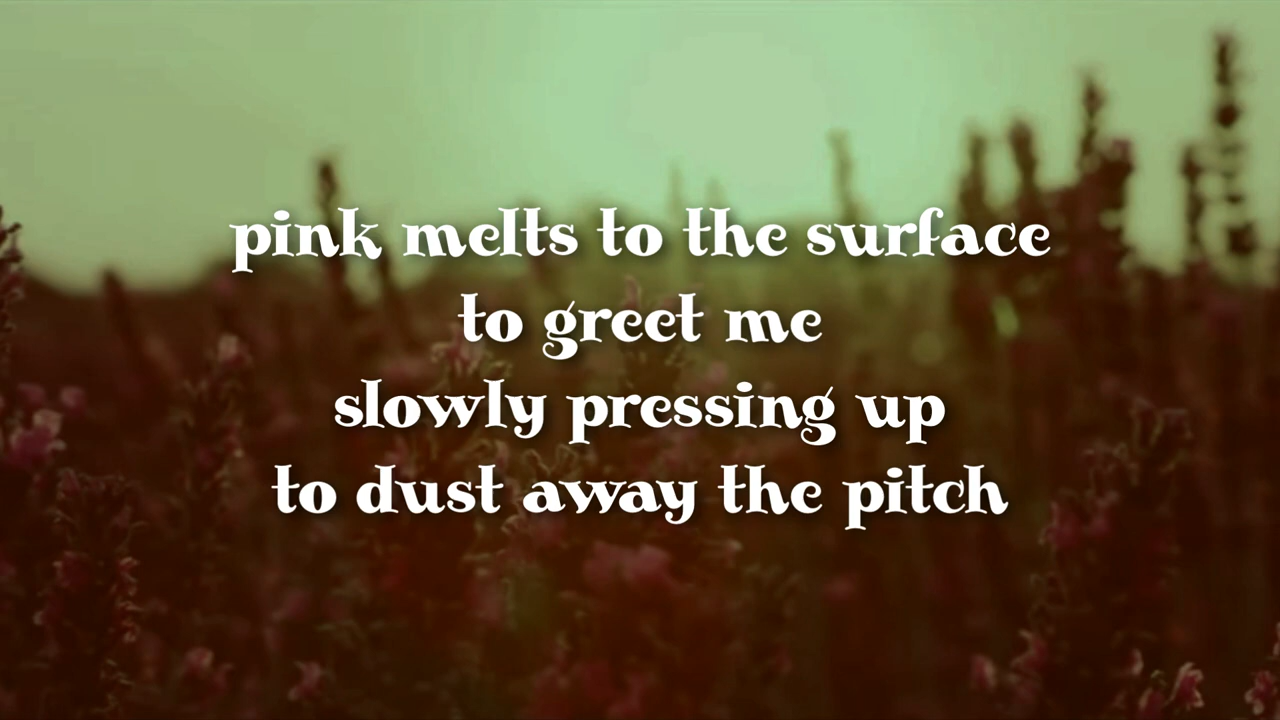 pink melts to the surface
to greet me
slowly pressing up
to dust away the pitch